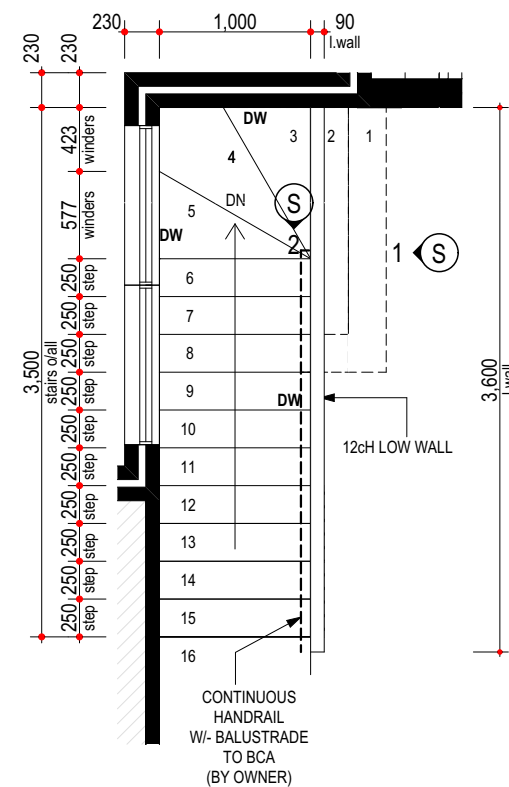 230 1,000 90
l.wall
230 230
423 winders
577 winders
250 step
250 step
250 step
250 step
250 step
250 step
250 step
250 step
250 step
250 step
3,500 stairs o/all
3,600 l.wall
DW
3 2 1
4
S
DN
5
DW
2
1 S
6
7
8
9
DW
10
12cH LOW WALL
11
12
13
14
15
16
CONTINUOUS
HANDRAIL
W/- BALUSTRADE
TO BCA
(BY OWNER)